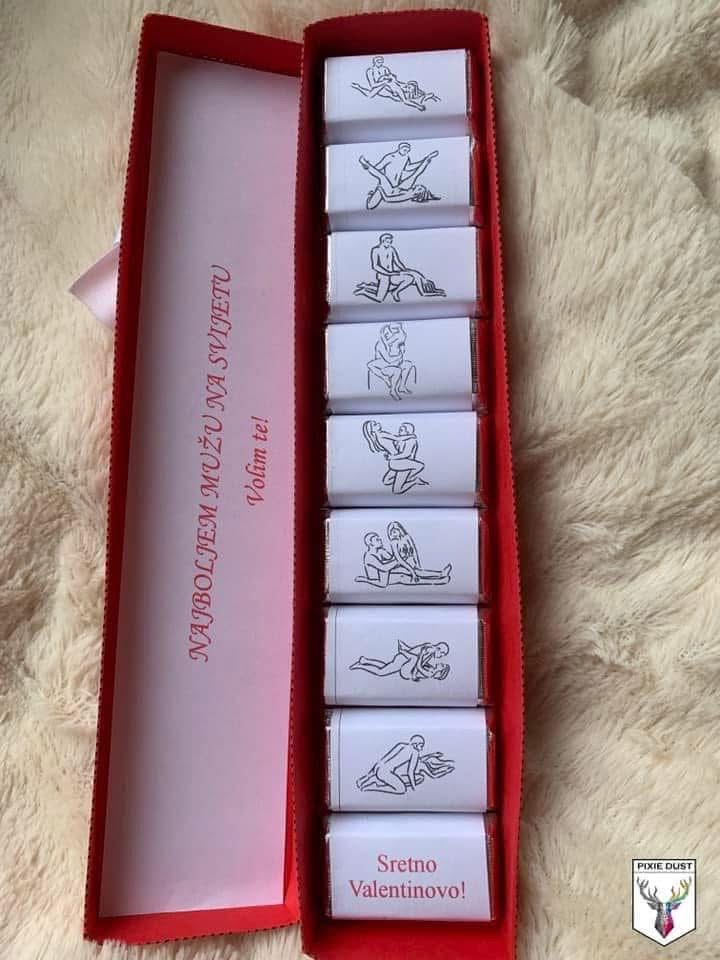 NAJBOLJEM MUŽU NA SVIJETU
Volim te!
Sretno
Valentinovo!
PIXIE DUST